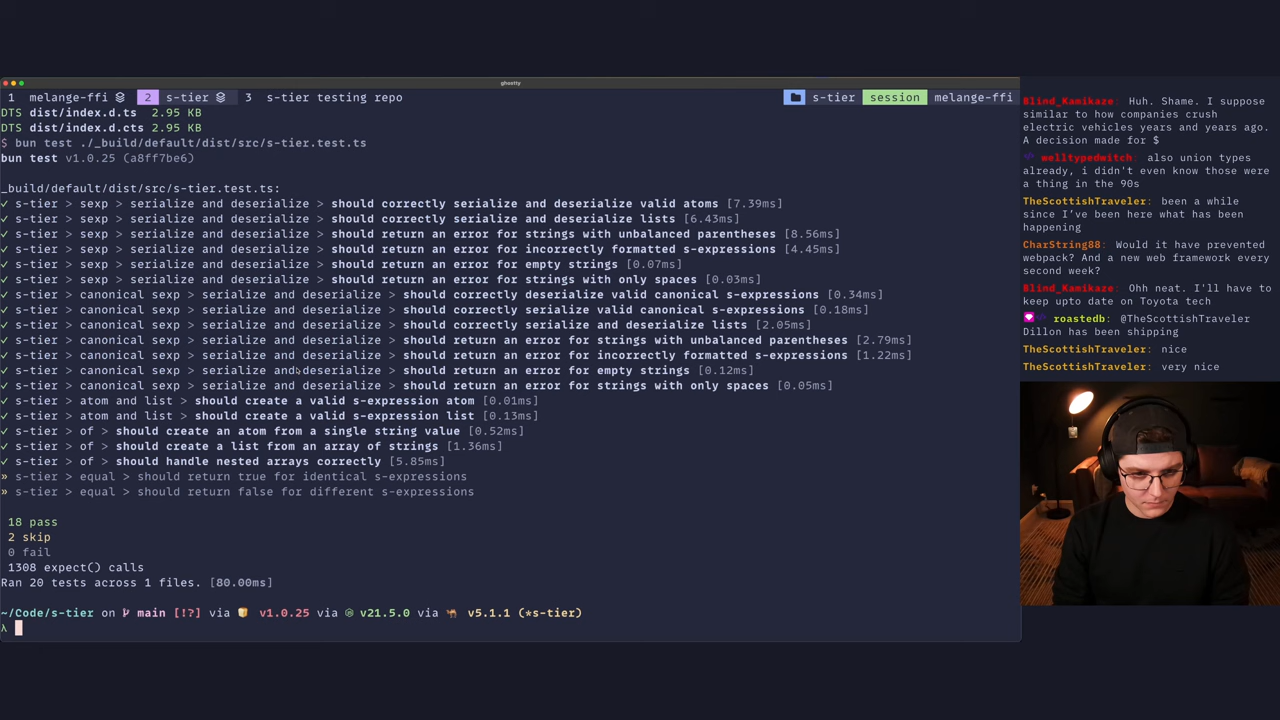 ghostty
1 melange-ffi 2 s-tier 3 s-tier testing repo s-tier session melange-ffi
DTS dist/index.d.ts 2.95 KB
DTS dist/index.d.cts 2.95 KB
$ bun test ./_build/default/dist/src/s-tier.test.ts
bun test v1.0.25 (a8ff7be6)
_build/default/dist/src/s-tier.test.ts:
✓ s-tier > sexp > serialize and deserialize > should correctly serialize and deserialize valid atoms [7.39ms]
✓ s-tier > sexp > serialize and deserialize > should correctly serialize and deserialize lists [6.43ms]
✓ s-tier > sexp > serialize and deserialize > should return an error for strings with unbalanced parentheses [8.56ms]
✓ s-tier > sexp > serialize and deserialize > should return an error for incorrectly formatted s-expressions [4.45ms]
✓ s-tier > sexp > serialize and deserialize > should return an error for empty strings [0.07ms]
✓ s-tier > sexp > serialize and deserialize > should return an error for strings with only spaces [0.03ms]
✓ s-tier > canonical sexp > serialize and deserialize > should correctly deserialize valid canonical s-expressions [0.34ms]
✓ s-tier > canonical sexp > serialize and deserialize > should correctly serialize valid canonical s-expressions [0.18ms]
✓ s-tier > canonical sexp > serialize and deserialize > should correctly serialize and deserialize lists [2.05ms]
✓ s-tier > canonical sexp > serialize and deserialize > should return an error for strings with unbalanced parentheses [2.79ms]
✓ s-tier > canonical sexp > serialize and deserialize > should return an error for incorrectly formatted s-expressions [1.22ms]
✓ s-tier > canonical sexp > serialize and deserialize > should return an error for empty strings [0.12ms]
✓ s-tier > canonical sexp > serialize and deserialize > should return an error for strings with only spaces [0.05ms]
✓ s-tier > atom and list > should create a valid s-expression atom [0.01ms]
✓ s-tier > atom and list > should create a valid s-expression list [0.13ms]
✓ s-tier > of > should create an atom from a single string value [0.52ms]
✓ s-tier > of > should create a list from an array of strings [1.36ms]
✓ s-tier > of > should handle nested arrays correctly [5.85ms]
» s-tier > equal > should return true for identical s-expressions
» s-tier > equal > should return false for different s-expressions
18 pass
2 skip
0 fail
1308 expect() calls
Ran 20 tests across 1 files. [80.00ms]
~/Code/s-tier on main [!?] via v1.0.25 via v21.5.0 via v5.1.1 (*s-tier)
λ
Blind_Kamikaze: Huh. Shame. I suppose
similar to how companies crush
electric vehicles years and years ago.
A decision made for $
welltypedwitch: also union types
already, i didn't even know those were
a thing in the 90s
TheScottishTraveler: been a while
since I've been here what has been
happening
CharString88: Would it have prevented
webpack? And a new web framework every
second week?
Blind_Kamikaze: Ohh neat. I'll have to
keep upto date on Toyota tech
roastedb: @TheScottishTraveler
Dillon has been shipping
TheScottishTraveler: nice
TheScottishTraveler: very nice